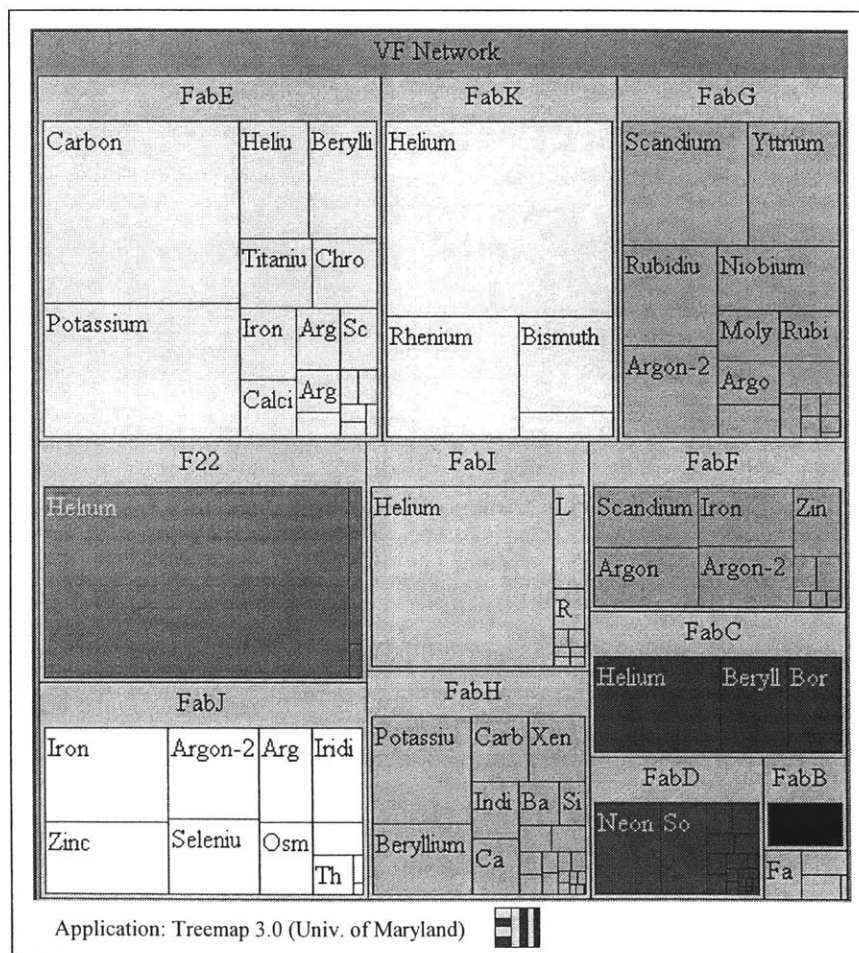 VF Network
FabE
Carbon
Heliu
Berylli
Titaniu
Chro
Potassium
Iron
Arg
Sc
Arg
Calci
FabK
Helium
Rhenium
Bismuth
FabG
Scandium
Yttrium
Rubidiu
Niobium
Moly
Rubi
Argon-2
Argo
F22
Helium
FabI
Helium
L
R
FabF
Scandium
Iron
Zin
Argon
Argon-2
FabC
Helium
Beryll
Bor
FabJ
Iron
Argon-2
Arg
Iridi
Zinc
Seleniu
Osm
Th
FabH
Potassiu
Carb
Xen
Indi
Ba
Si
Beryllium
Ca
FabD
Neon
So
FabB
Fa
Application: Treemap 3.0 (Univ. of Maryland)